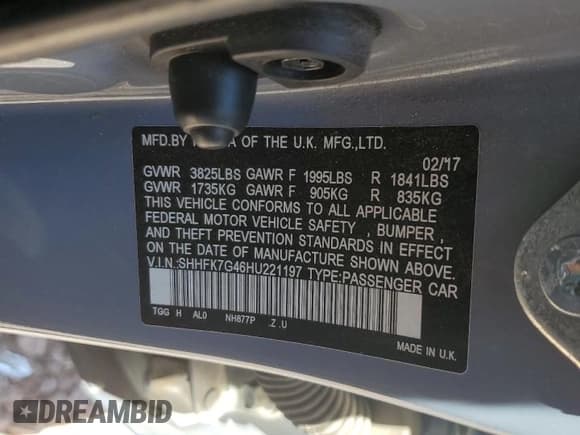 MFD.BY A OF THE U.K. MFG.,LTD.
02/17
GVWR 3825LBS GAWR F 1995LBS R 1841LBS
GVWR 1735KG GAWR F 905KG R 835KG
THIS VEHICLE CONFORMS TO ALL APPLICABLE
FEDERAL MOTOR VEHICLE SAFETY , BUMPER ,
AND THEFT PREVENTION STANDARDS IN EFFECT
ON THE DATE OF MANUFACTURE SHOWN ABOVE.
V.I.N.:SHHFK7G46HU221197 TYPE:PASSENGER CAR
TGG H AL0 NH877P .Z.U
MADE IN U.K.
DREAMBID